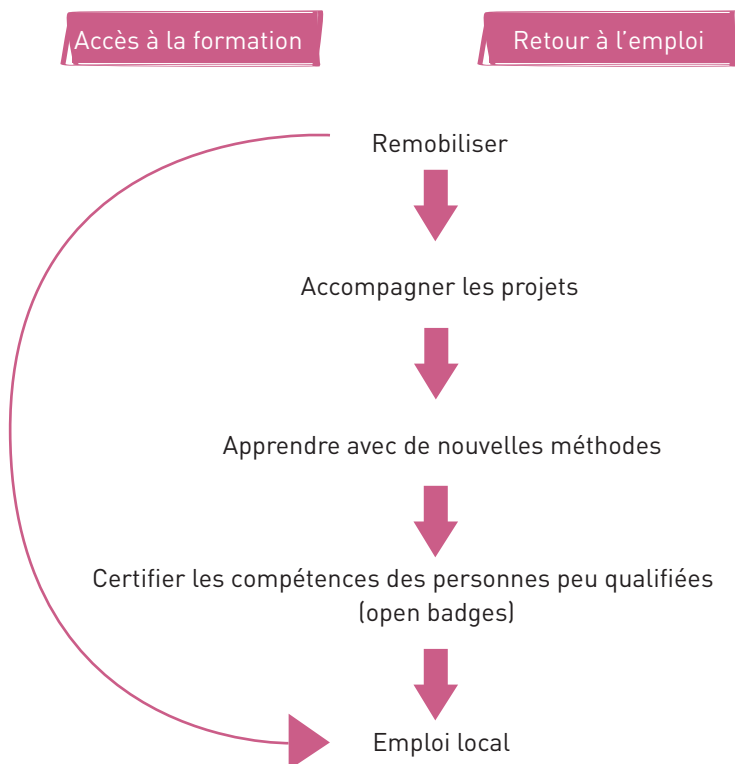 Accès à la formation
Retour à l’emploi
Remobiliser
Accompagner les projets
Apprendre avec de nouvelles méthodes
Certifier les compétences des personnes peu qualifiées
(open badges)
Emploi local